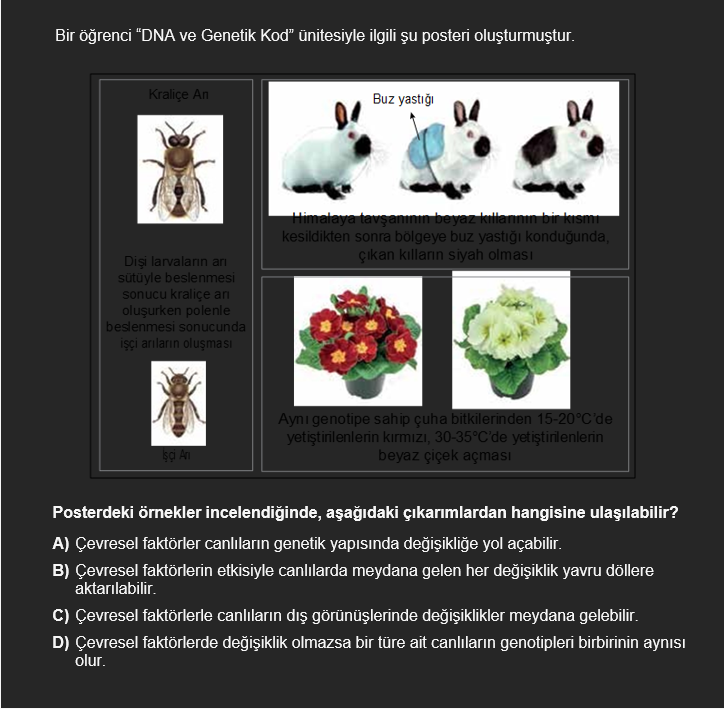 Bir öğrenci “DNA ve Genetik Kod” ünitesiyle ilgili şu posteri oluşturmuştur.
Kraliçe Arı
Dişi larvaların arı
sütüyle beslenmesi
sonucu kraliçe arı
oluşurken polenle
beslenmesi sonucunda
işçi arıların oluşması
İşçi Arı
Buz yastığı
Himalaya tavşanının beyaz kıllarının bir kısmı
kesildikten sonra bölgeye buz yastığı konduğunda,
çıkan kılların siyah olması
Aynı genotipe sahip çuha bitkilerinden 15-20°C'de
yetiştirilenlerin kırmızı, 30-35°C'de yetiştirilenlerin
beyaz çiçek açması
Posterdeki örnekler incelendiğinde, aşağıdaki çıkarımlardan hangisine ulaşılabilir?
A) Çevresel faktörler canlıların genetik yapısında değişikliğe yol açabilir.
B) Çevresel faktörlerin etkisiyle canlılarda meydana gelen her değişiklik yavru döllere
aktarılabilir.
C) Çevresel faktörlerle canlıların dış görünüşlerinde değişiklikler meydana gelebilir.
D) Çevresel faktörlerde değişiklik olmazsa bir türe ait canlıların genotipleri birbirinin aynısı
olur.